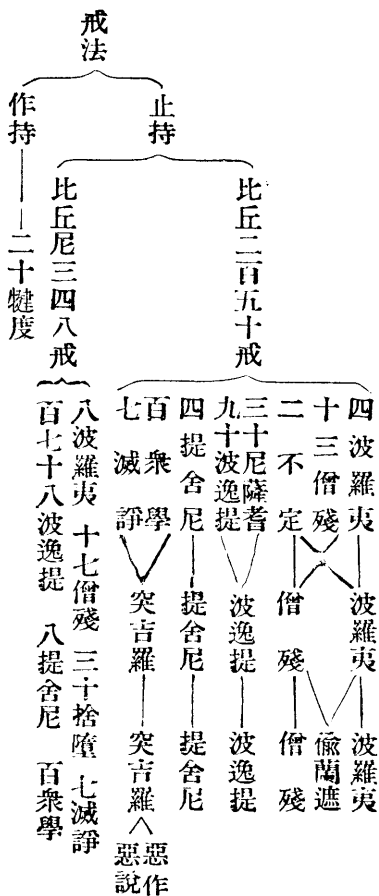 戒法
止持
作持
比丘二百五十戒
比丘尼三四八戒
二十犍度
四波羅夷
十三僧殘
二不定
三十尼薩耆
九十波逸提
四提舍尼
百衆學
七滅諍
八波羅夷 十七僧殘 三十捨墮 七滅諍
百七十八波逸提 八提舍尼 百衆學
波羅夷
僧殘
波逸提
提舍尼
突吉羅
波羅夷
偸蘭遮
僧殘
波逸提
提舍尼
突吉羅
惡作
惡説